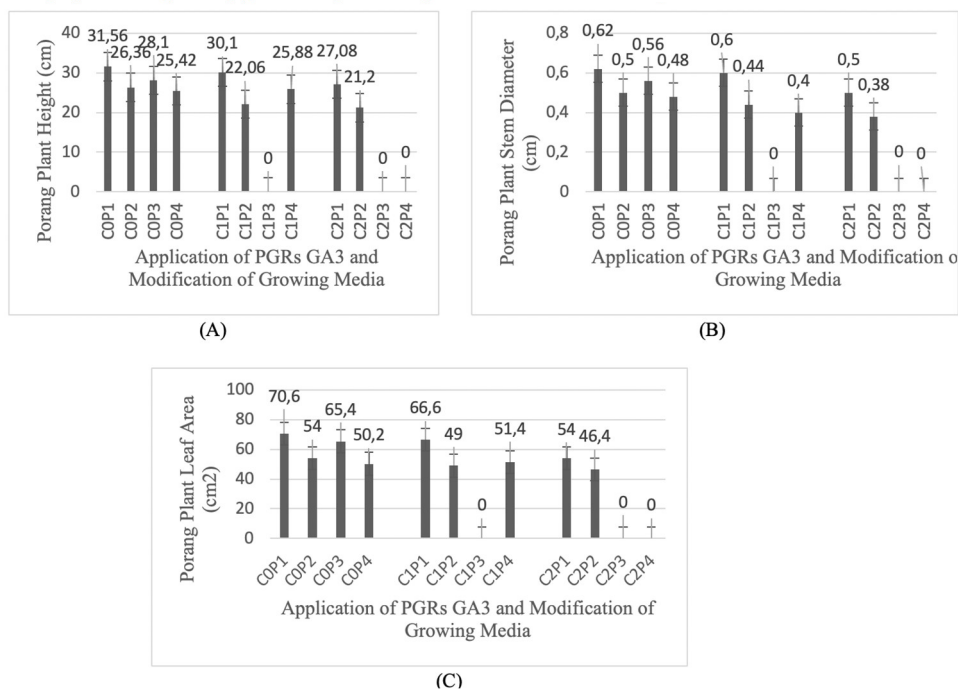 40
30
20
10
0
31,56
26,36
28,1
25,42
30,1
22,06
0
25,88
27,08
21,2
0
0
C0P1
C0P2
C0P3
C0P4
C1P1
C1P2
C1P3
C1P4
C2P1
C2P2
C2P3
C2P4
Porang Plant Height (cm)
Application of PGRs GA3 and
Modification of Growing Media
(A)
0,8
0,6
0,4
0,2
0
0,62
0,5
0,56
0,48
0,6
0,44
0
0,4
0,5
0,38
0
0
C0P1
C0P2
C0P3
C0P4
C1P1
C1P2
C1P3
C1P4
C2P1
C2P2
C2P3
C2P4
Porang Plant Stem Diameter
(cm)
Application of PGRs GA3 and Modification o
Growing Media
(B)
100
80
60
40
20
0
70,6
54
65,4
50,2
66,6
49
0
51,4
54
46,4
0
0
C0P1
C0P2
C0P3
C0P4
C1P1
C1P2
C1P3
C1P4
C2P1
C2P2
C2P3
C2P4
Porang Plant Leaf Area
(cm2)
Application of PGRs GA3 and Modification of
Growing Media
(C)